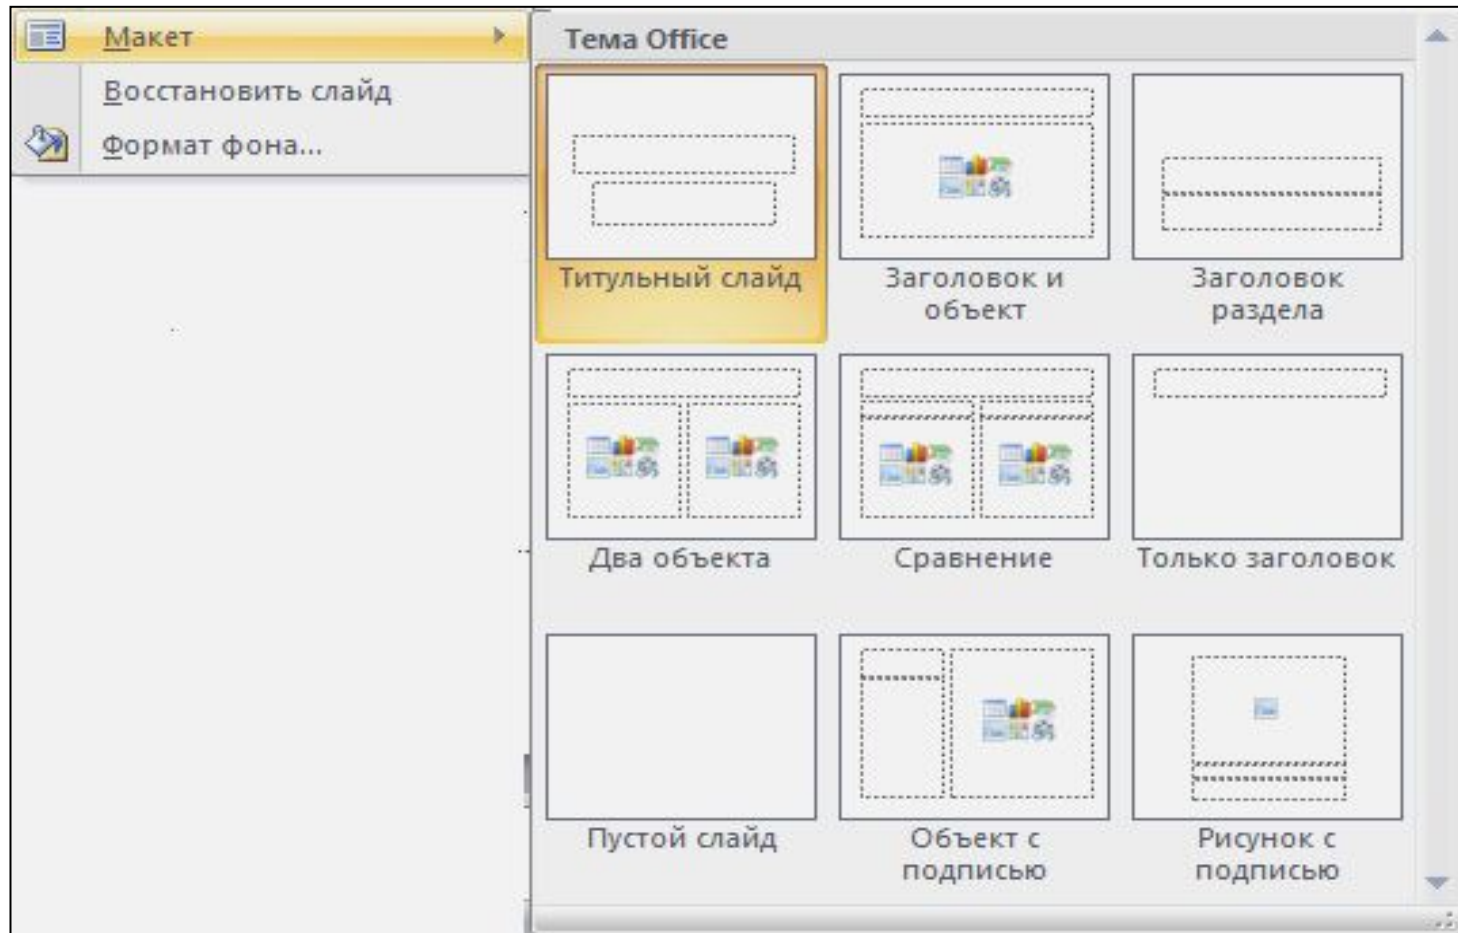 Макет
Восстановить слайд
Формат фона...
Тема Office
Титульный слайд
Заголовок и
объект
Заголовок
раздела
Два объекта
Сравнение
Только заголовок
Пустой слайд
Объект с
подписью
Рисунок с
подписью